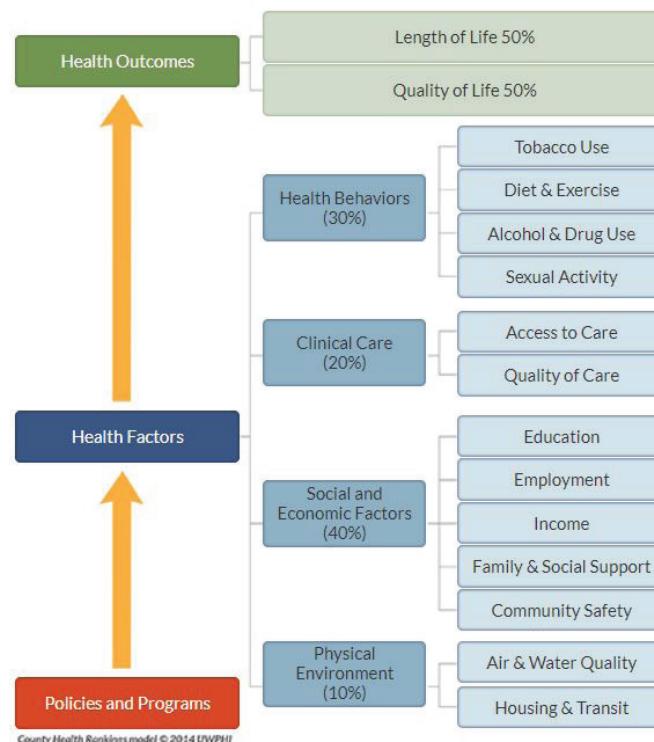 Health Outcomes
Length of Life 50%
Quality of Life 50%
Health Factors
Health Behaviors
(30%)
Tobacco Use
Diet & Exercise
Alcohol & Drug Use
Sexual Activity
Clinical Care
(20%)
Access to Care
Quality of Care
Social and
Economic Factors
(40%)
Education
Employment
Income
Family & Social Support
Community Safety
Physical
Environment
(10%)
Air & Water Quality
Housing & Transit
Policies and Programs
County Health Rankings model © 2014 UWPHI